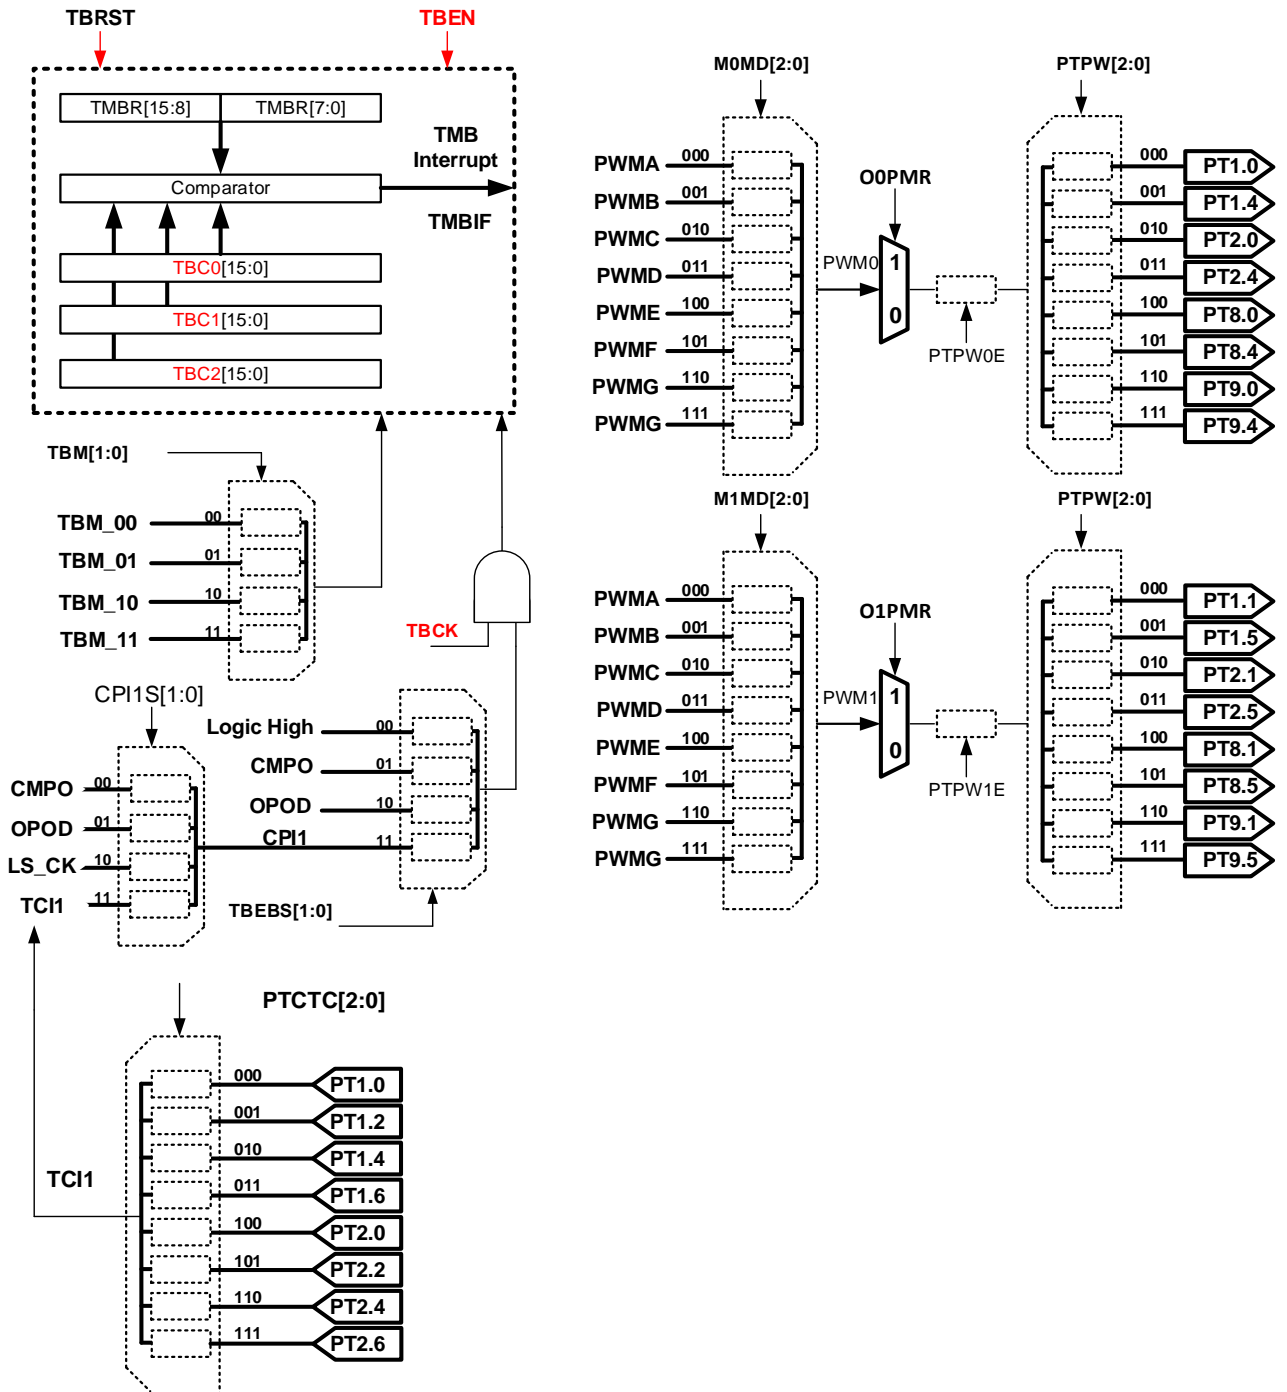 TBRST
TBEN
TMBR[15:8]
TMBR[7:0]
TMB
Interrupt
Comparator
TMBIF
TBC0[15:0]
TBC1[15:0]
TBC2[15:0]
TBM[1:0]
TBM_00
00
TBM_01
01
TBM_10
10
TBM_11
11
TBCK
CPI1S[1:0]
CMPO
00
OPOD
01
LS_CK
10
TCI1
11
Logic High
00
CMPO
01
OPOD
10
CPI1
11
TBEBS[1:0]
PTCTC[2:0]
TCI1
000
PT1.0
001
PT1.2
010
PT1.4
011
PT1.6
100
PT2.0
101
PT2.2
110
PT2.4
111
PT2.6
M0MD[2:0]
PTPW[2:0]
PWMA
000
PWMB
001
PWMC
010
PWMD
011
PWME
100
PWMF
101
PWMG
110
PWMG
111
O0PMR
PWM0
1
0
PTPW0E
000
PT1.0
001
PT1.4
010
PT2.0
011
PT2.4
100
PT8.0
101
PT8.4
110
PT9.0
111
PT9.4
M1MD[2:0]
PTPW[2:0]
PWMA
000
PWMB
001
PWMC
010
PWMD
011
PWME
100
PWMF
101
PWMG
110
PWMG
111
O1PMR
PWM1
1
0
PTPW1E
000
PT1.1
001
PT1.5
010
PT2.1
011
PT2.5
100
PT8.1
101
PT8.5
110
PT9.1
111
PT9.5